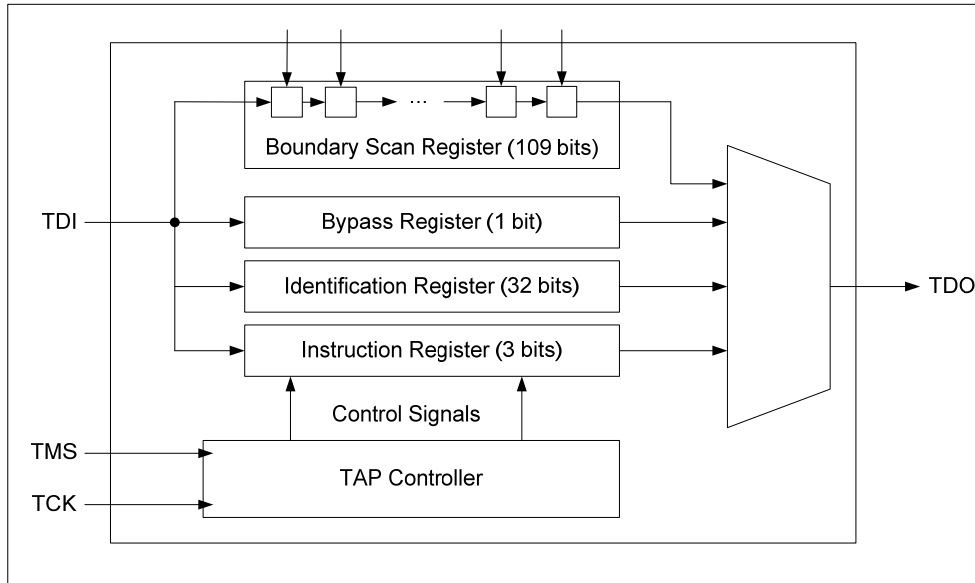 ...
Boundary Scan Register (109 bits)
TDI
Bypass Register (1 bit)
Identification Register (32 bits)
TDO
Instruction Register (3 bits)
Control Signals
TMS
TAP Controller
TCK